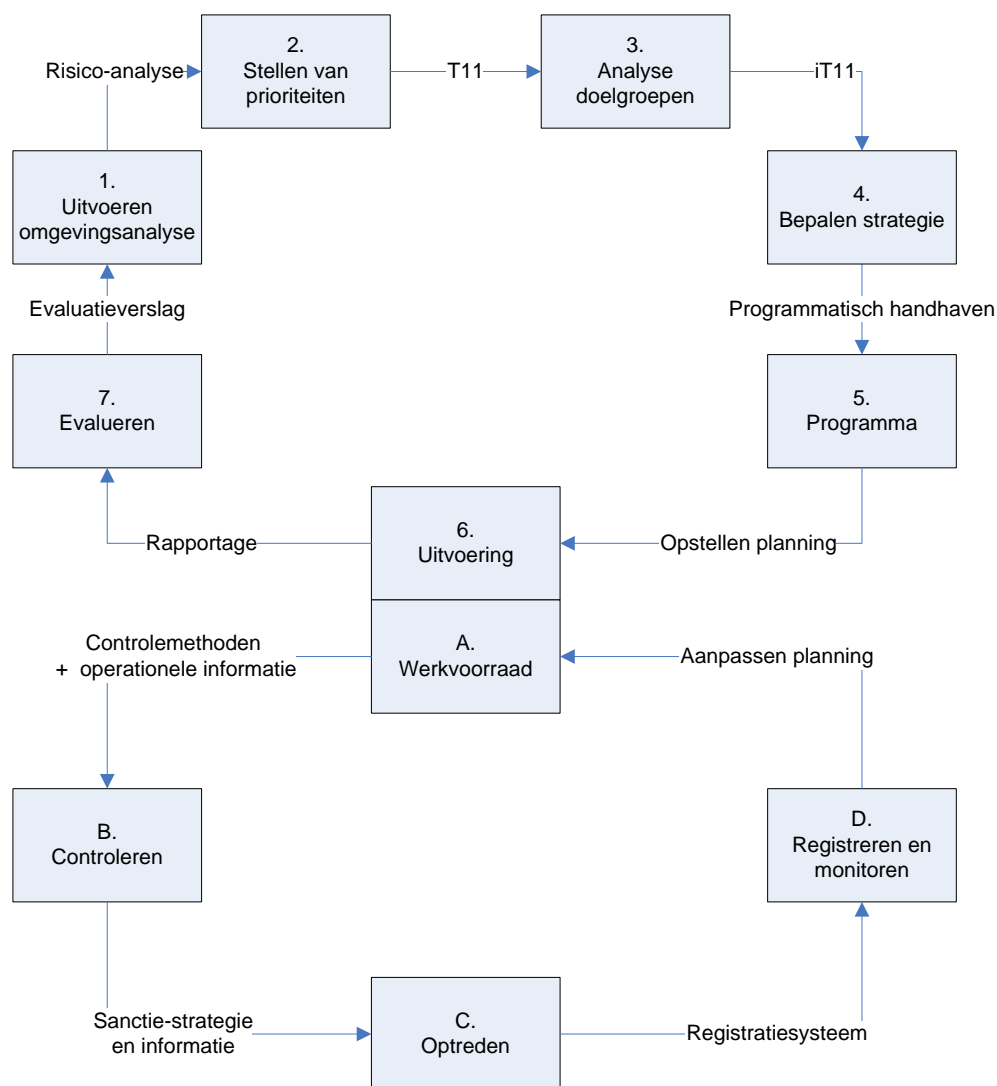 2.
Stellen van
prioriteiten
3.
Analyse
doelgroepen
Risico-analyse
T11
iT11
1.
Uitvoeren
omgevingsanalyse
4.
Bepalen strategie
Evaluatieverslag
Programmatisch handhaven
7.
Evalueren
5.
Programma
6.
Uitvoering
Rapportage
Opstellen planning
Controlemethoden
+ operationele informatie
A.
Werkvoorraad
Aanpassen planning
B.
Controleren
D.
Registreren en
monitoren
Sanctie-strategie
en informatie
C.
Optreden
Registratiesysteem